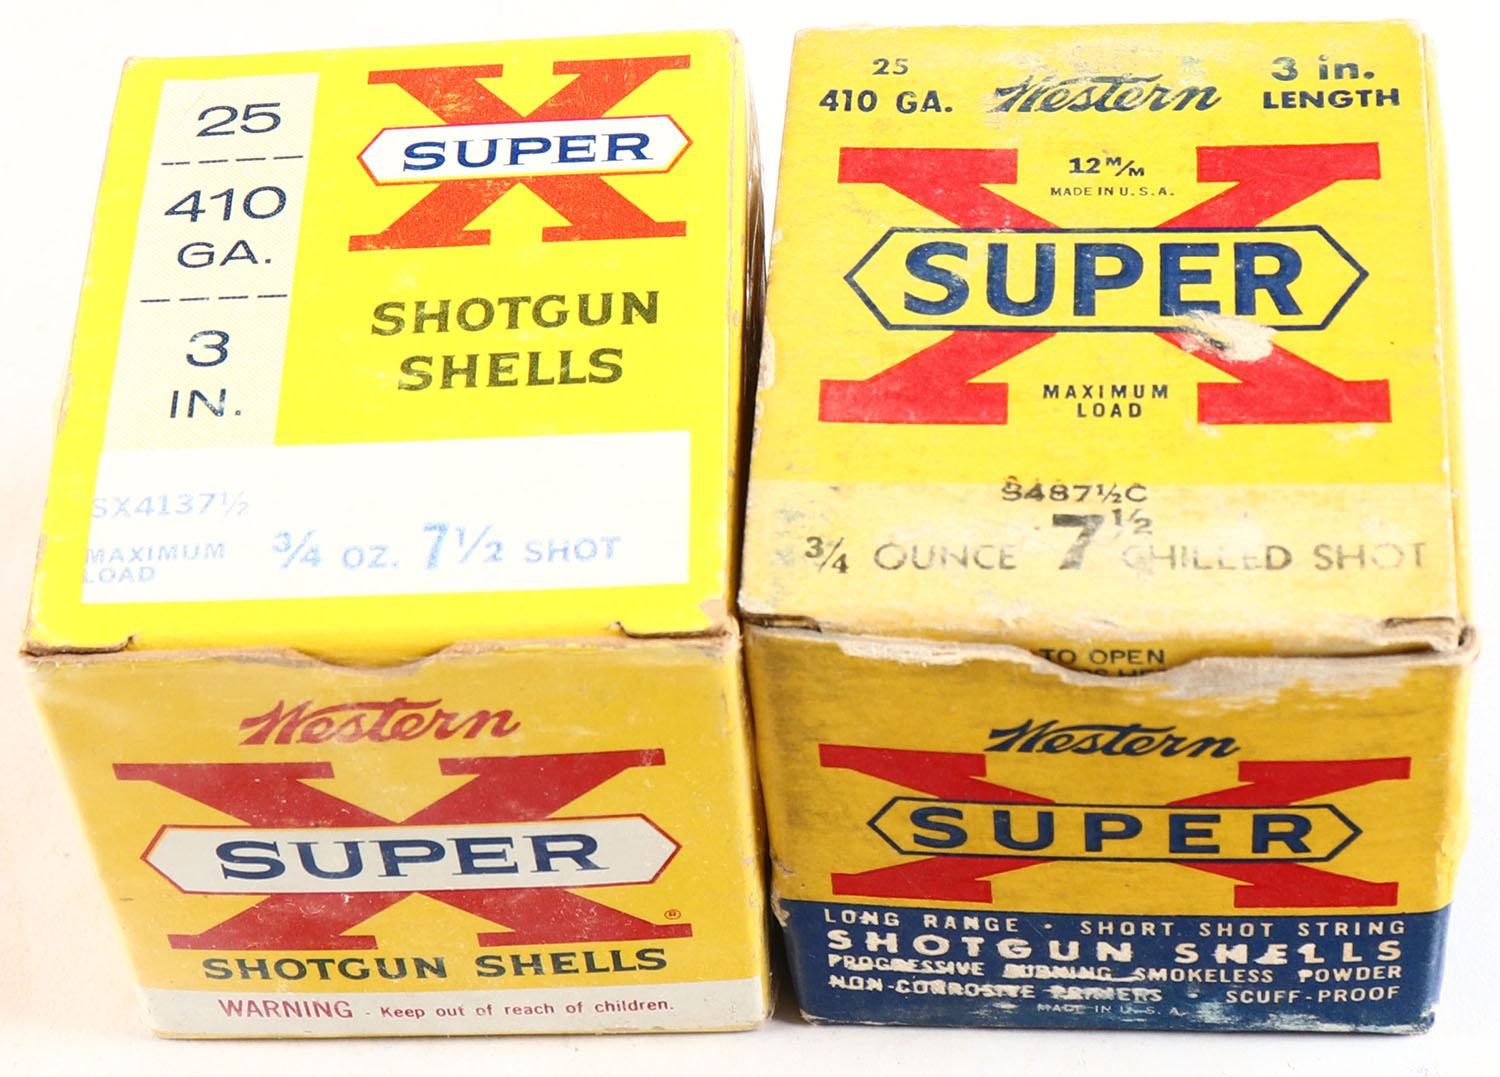 25
410
GA.
3
IN.
SUPER
X
SHOTGUN
SHELLS
SX4137½
MAXIMUM
LOAD
¾ OZ. 7½ SHOT
Western
SUPER
X
®
SHOTGUN SHELLS
WARNING - Keep out of reach of children.
25
410 GA.
Western
3 in.
LENGTH
12 M/M
MADE IN U.S.A.
SUPER
X
MAXIMUM
LOAD
S487½C
¾ OUNCE 7½ CHILLED SHOT
TO OPEN
Western
SUPER
X
LONG RANGE · SHORT SHOT STRING
SHOTGUN SHELLS
PROGRESSIVE BURNING SMOKELESS POWDER
NON-CORROSIVE PRIMERS · SCUFF-PROOF
MADE IN U.S.A.